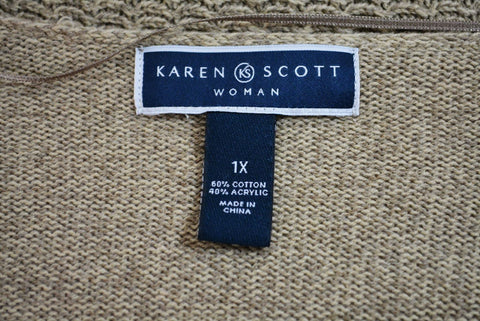 KAREN KS SCOTT
WOMAN
1X
60% COTTON
40% ACRYLIC
MADE IN
CHINA